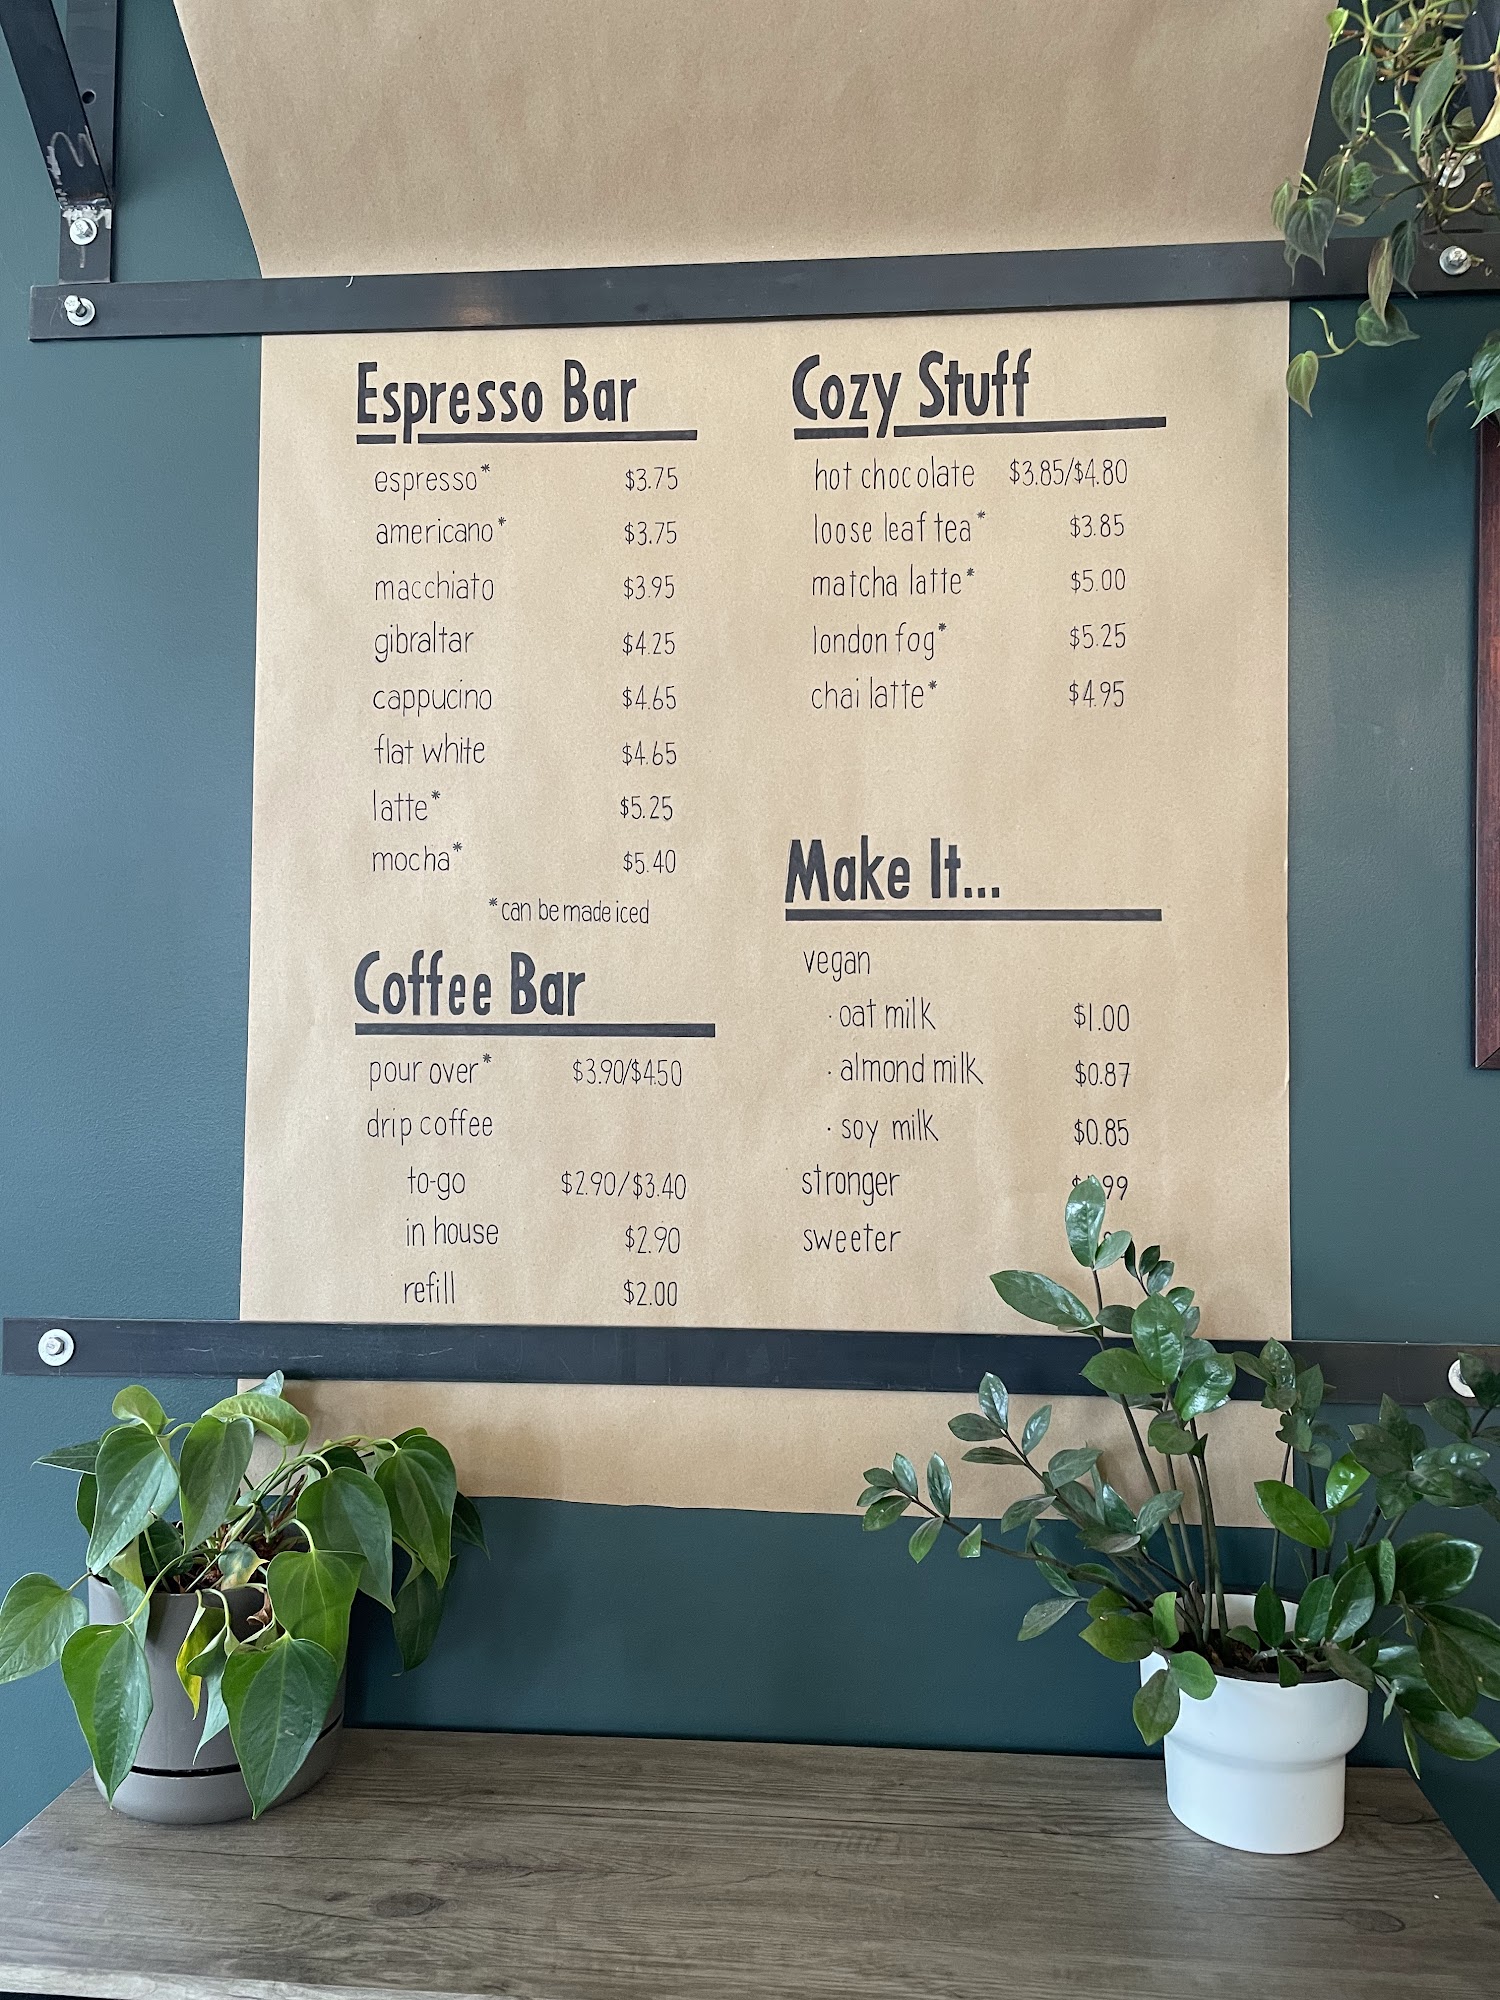 Espresso Bar
espresso* $3.75
americano* $3.75
macchiato $3.95
gibraltar $4.25
cappucino $4.65
flat white $4.65
latte* $5.25
mocha* $5.40
*can be made iced
Coffee Bar
pour over* $3.90/$4.50
drip coffee
to-go $2.90/$3.40
in house $2.90
refill $2.00
Cozy Stuff
hot chocolate $3.85/$4.80
loose leaf tea* $3.85
matcha latte* $5.00
london fog* $5.25
chai latte* $4.95
Make It...
vegan
· oat milk $1.00
· almond milk $0.87
· soy milk $0.85
stronger
sweeter